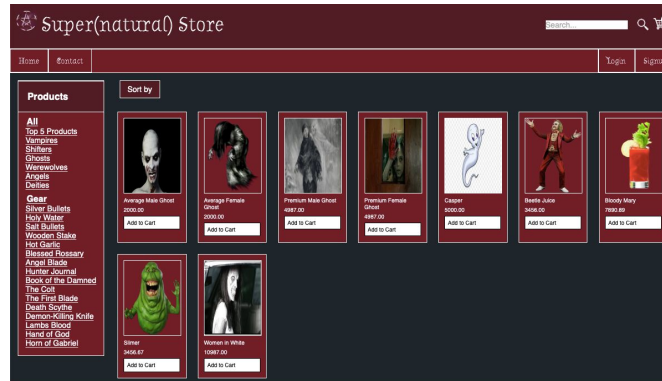 Super(natural) Store
Search...
Home
Contact
Login
Signu
Products
Sort by
All
Top 5 Products
Vampires
Shifters
Ghosts
Werewolves
Angels
Deities
Gear
Silver Bullets
Holy Water
Salt Bullets
Wooden Stake
Hot Garlic
Blessed Rossary
Angel Blade
Hunter Journal
Book of the Damned
The Colt
The First Blade
Death Scythe
Demon-Killing Knife
Lambs Blood
Hand of God
Horn of Gabriel
Average Male Ghost
2000.00
Add to Cart
Average Female
Ghost
2000.00
Add to Cart
Premium Male Ghost
4987.00
Add to Cart
Premium Female
Ghost
4987.00
Add to Cart
Casper
5000.00
Add to Cart
Beetle Juice
3456.00
Add to Cart
Bloody Mary
7890.89
Add to Cart
Slimer
3456.67
Add to Cart
Women in White
10987.00
Add to Cart